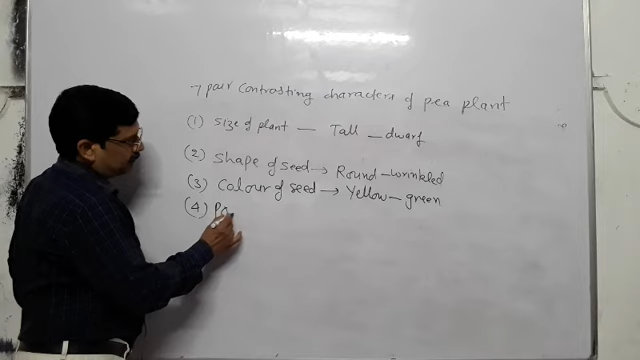 7 pair contrasting characters of pea plant
(1) Size of plant — Tall — dwarf
(2) Shape of seed → Round — wrinkled
(3) Colour of seed → Yellow — green
(4) Po